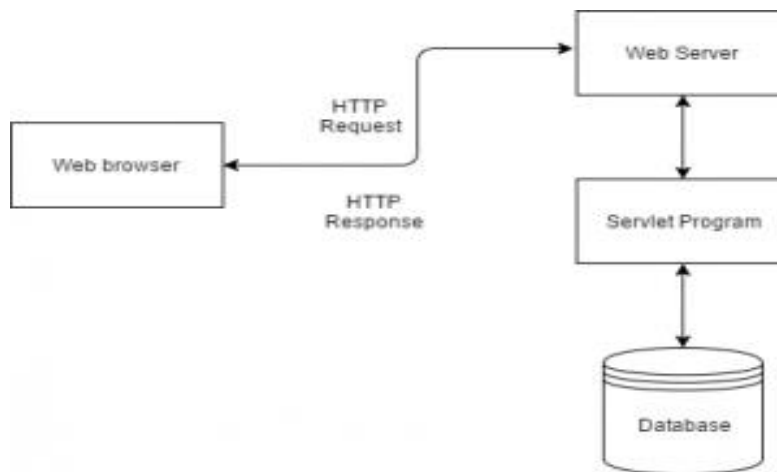 Web Server
HTTP
Request
Web browser
HTTP
Response
Servlet Program
Database